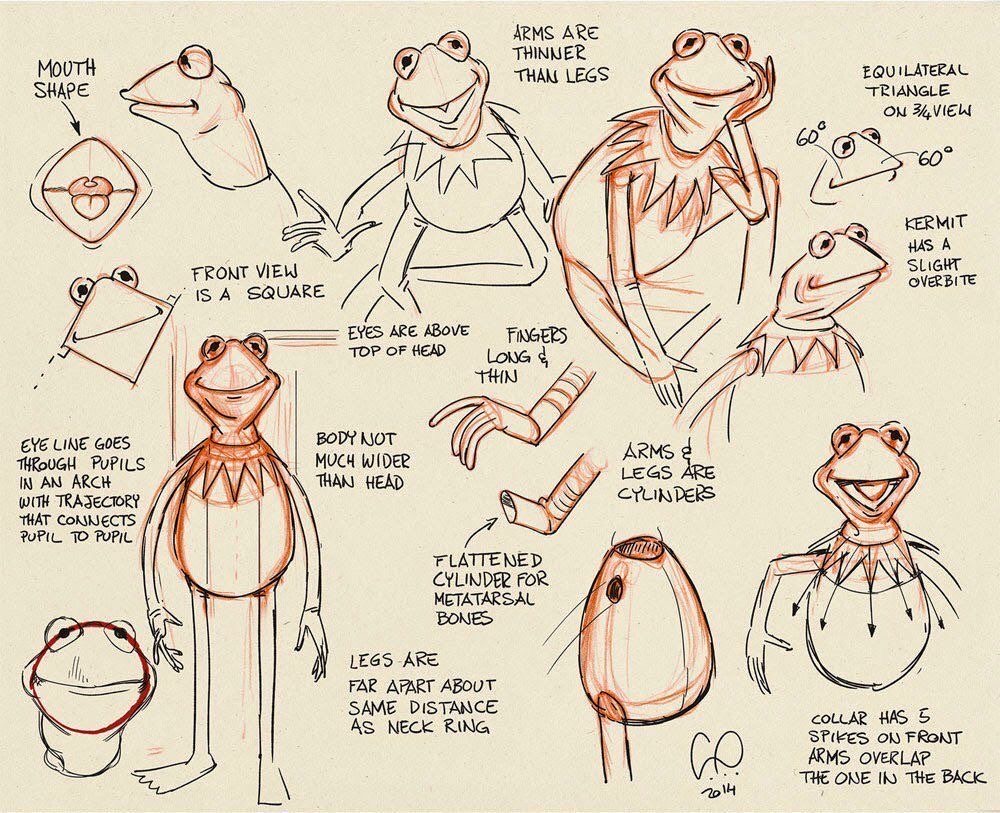 MOUTH
SHAPE
ARMS ARE
THINNER
THAN LEGS
EQUILATERAL
TRIANGLE
ON 3/4 VIEW
60°
60°
KERMIT
HAS A
SLIGHT
OVERBITE
FRONT VIEW
IS A SQUARE
EYES ARE ABOVE
TOP OF HEAD
FINGERS
LONG &
THIN
EYE LINE GOES
THROUGH PUPILS
IN AN ARCH
WITH TRAJECTORY
THAT CONNECTS
PUPIL TO PUPIL
BODY NOT
MUCH WIDER
THAN HEAD
ARMS &
LEGS ARE
CYLINDERS
FLATTENED
CYLINDER FOR
METATARSAL
BONES
LEGS ARE
FAR APART ABOUT
SAME DISTANCE
AS NECK RING
COLLAR HAS 5
SPIKES ON FRONT
ARMS OVERLAP
THE ONE IN THE BACK
2014